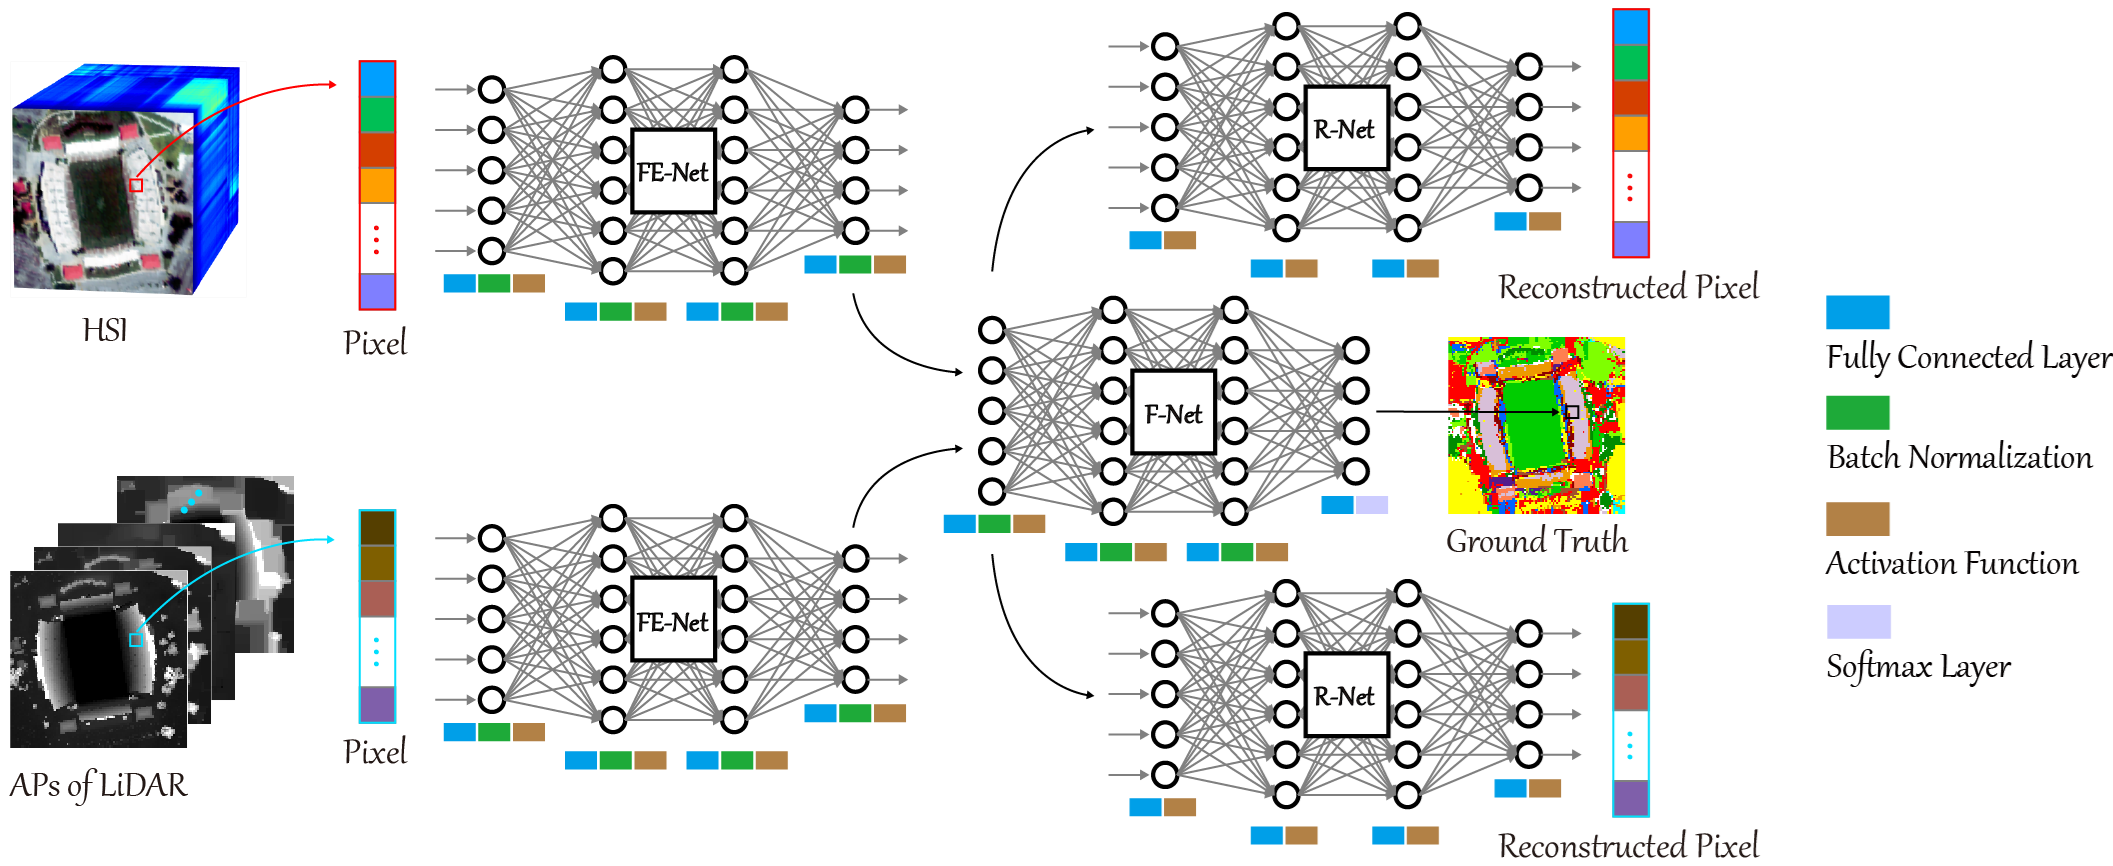 HSI
Pixel
FE-Net
R-Net
Reconstructed Pixel
F-Net
Ground Truth
APs of LiDAR
Pixel
FE-Net
R-Net
Reconstructed Pixel
Fully Connected Layer
Batch Normalization
Activation Function
Softmax Layer